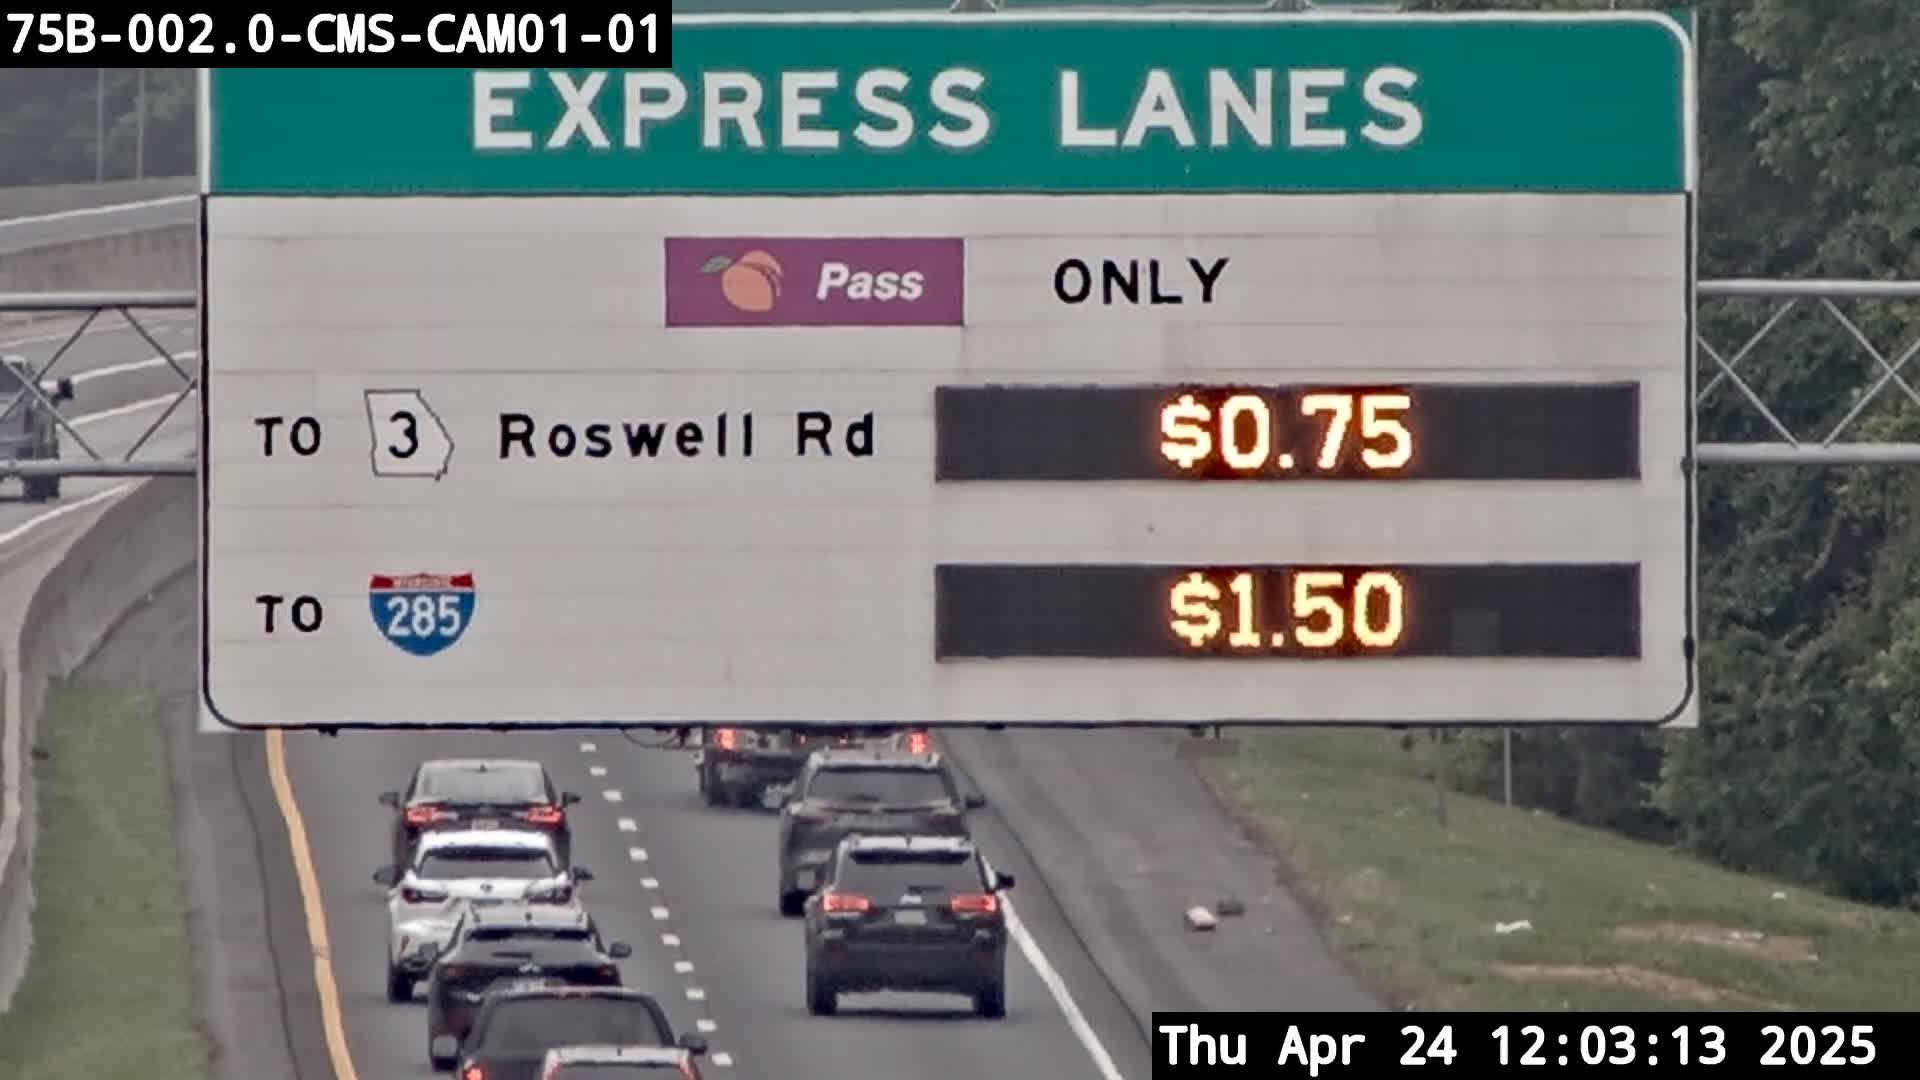 75B-002.0-CMS-CAM01-01
EXPRESS LANES
Pass ONLY
TO 3 Roswell Rd $0.75
INTERSTATE
TO 285 $1.50
Thu Apr 24 12:03:13 2025